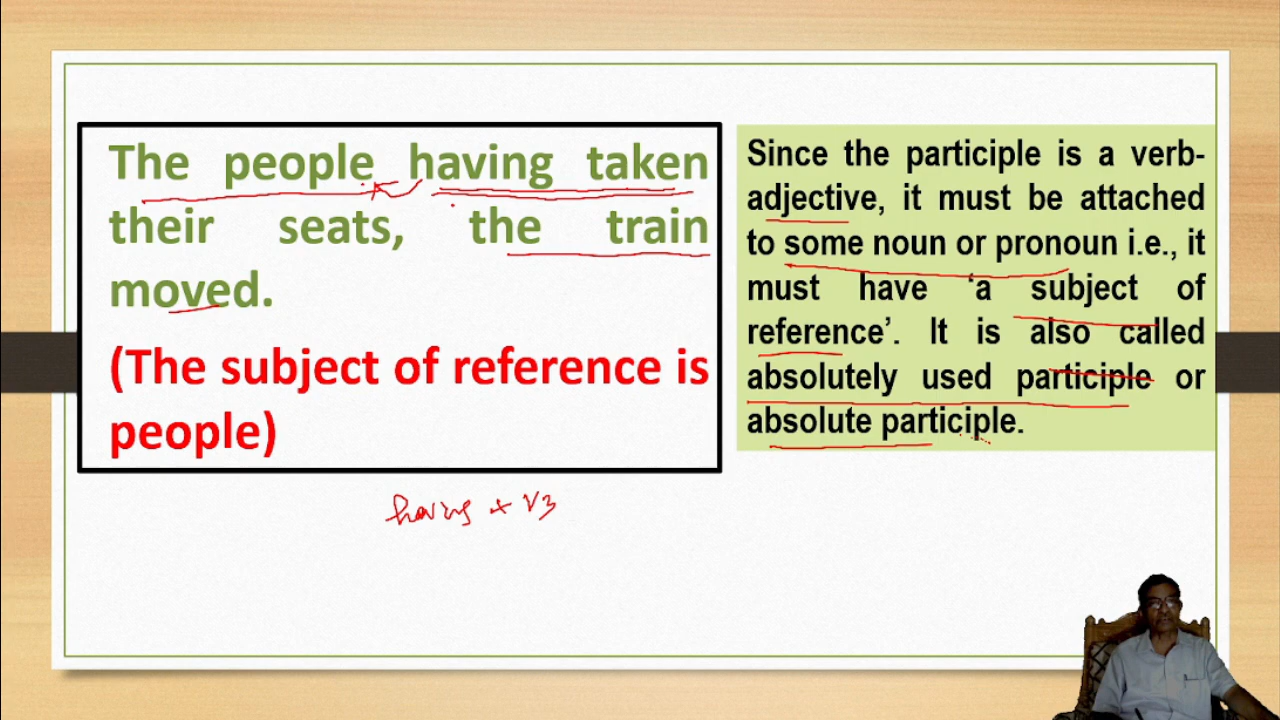 The people having taken
their seats, the train
moved.
(The subject of reference is
people)
having + V3
Since the participle is a verb-
adjective, it must be attached
to some noun or pronoun i.e., it
must have ‘a subject of
reference’. It is also called
absolutely used participle or
absolute participle.